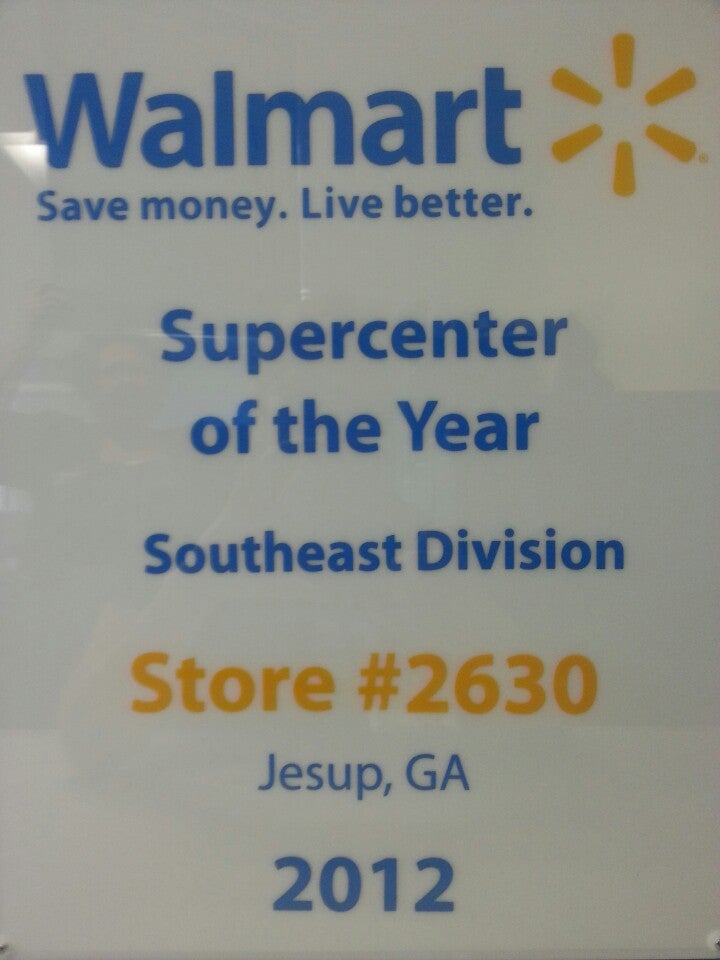 Walmart
Save money. Live better.
Supercenter
of the Year
Southeast Division
Store #2630
Jesup, GA
2012